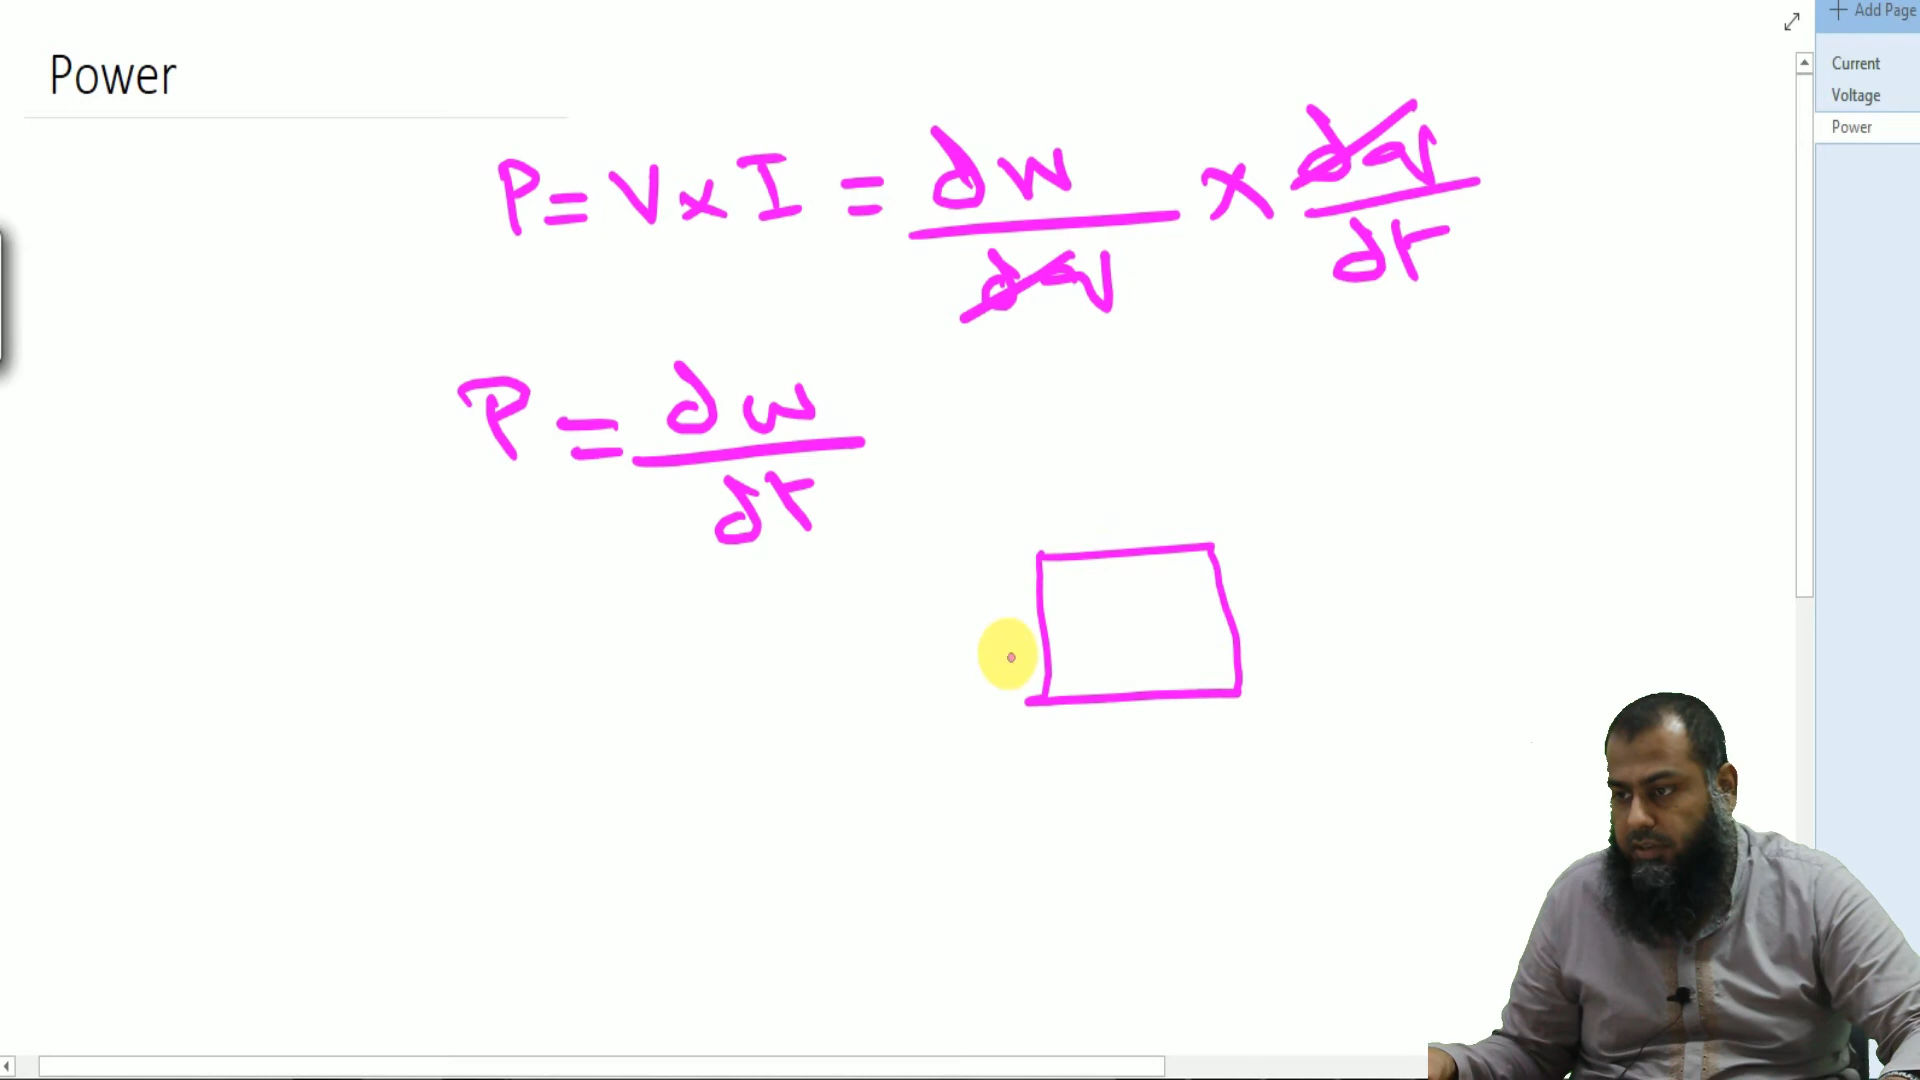 Add Page
Power
Current
Voltage
Power
P = V x I = dw/dq x dq/dt
P = dw/dt